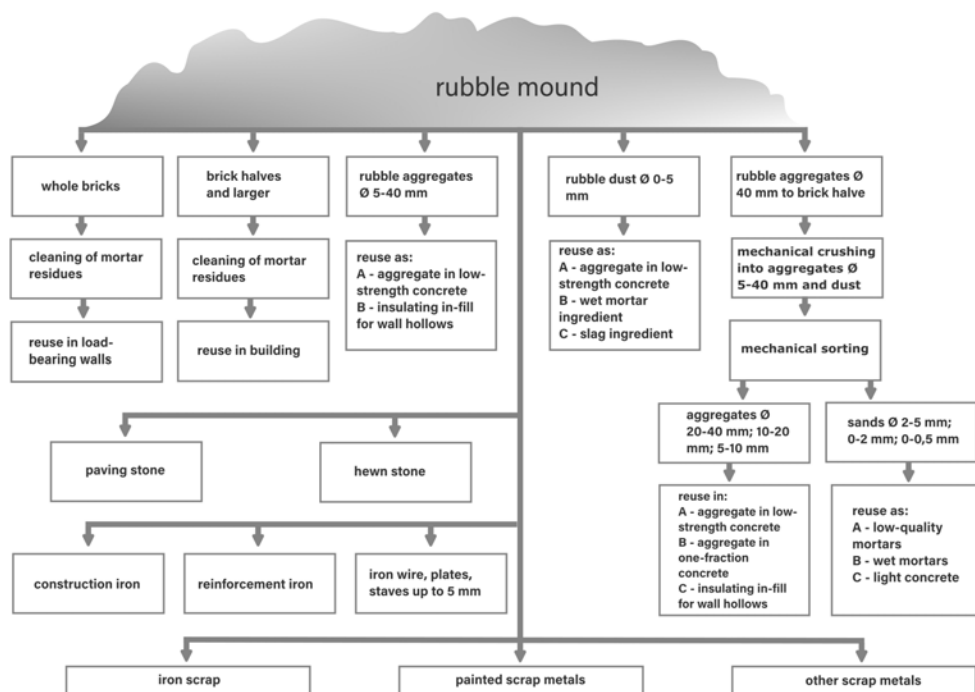 rubble mound
whole bricks
brick halves
and larger
rubble aggregates
Ø 5-40 mm
rubble dust Ø 0-5
mm
rubble aggregates Ø
40 mm to brick halve
cleaning of mortar
residues
cleaning of mortar
residues
reuse as:
A - aggregate in low-
strength concrete
B - insulating in-fill
for wall hollows
reuse as:
A - aggregate in low-
strength concrete
B - wet mortar
ingredient
C - slag ingredient
mechanical crushing
into aggregates Ø
5-40 mm and dust
reuse in load-
bearing walls
reuse in building
mechanical sorting
aggregates Ø
20-40 mm; 10-20
mm; 5-10 mm
sands Ø 2-5 mm;
0-2 mm; 0-0,5 mm
paving stone
hewn stone
reuse in:
A - aggregate in low-
strength concrete
B - aggregate in
one-fraction
concrete
C - insulating in-fill
for wall hollows
reuse as:
A - low-quality
mortars
B - wet mortars
C - light concrete
construction iron
reinforcement iron
iron wire, plates,
staves up to 5 mm
iron scrap
painted scrap metals
other scrap metals